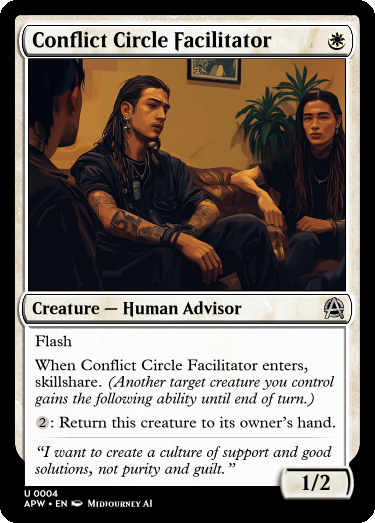 Conflict Circle Facilitator
Creature — Human Advisor
Flash
When Conflict Circle Facilitator enters,
skillshare. (Another target creature you control
gains the following ability until end of turn.)
2: Return this creature to its owner's hand.
“I want to create a culture of support and good
solutions, not purity and guilt.”
1/2
U 0004
APW • EN Midjourney AI